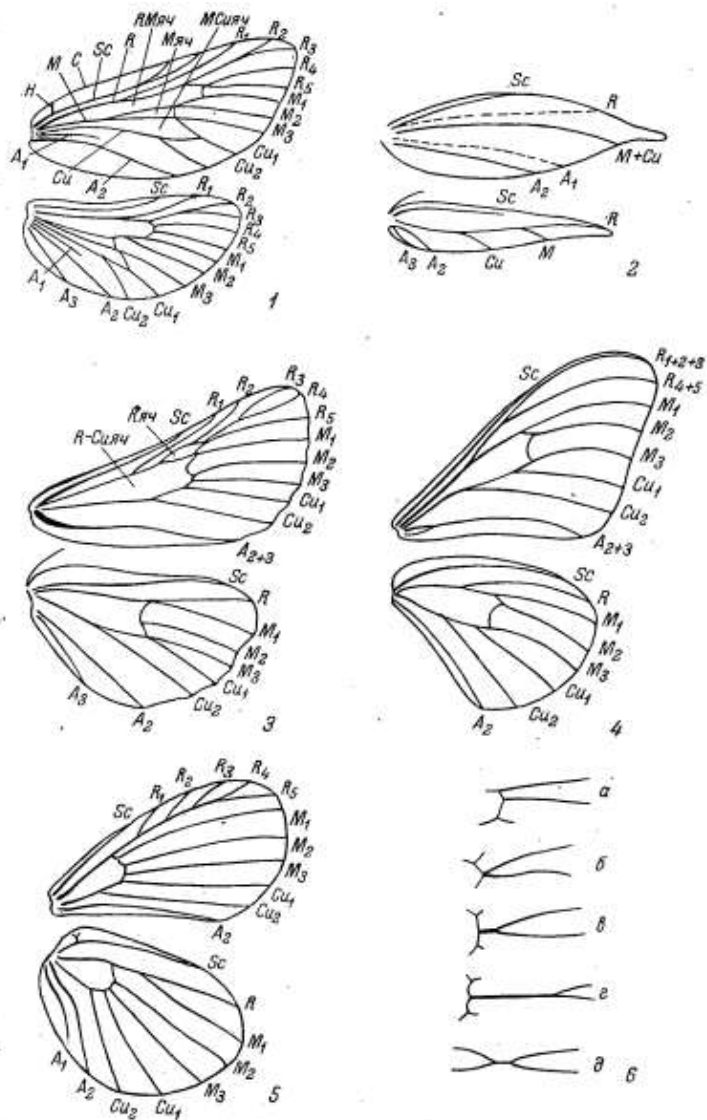 RМяч
MCuяч
Мяч
R
Sc
C
M
H
R₁
R₂
R₃
R₄
R₅
M₁
M₂
M₃
Cu₁
Cu₂
A₁
Cu
A₂
Sc
R₁
R₂
R₃
R₄
R₅
M₁
M₂
M₃
A₁
A₃
A₂
Cu₂
Cu₁
1
Sc
R
M+Cu
A₁
A₂
Sc
R
A₃
A₂
Cu
M
2
R₃
R₂
R₄
R₁
Sc
R₅
Rяч
M₁
R-Cuяч
M₂
M₃
Cu₁
Cu₂
A₂₊₃
Sc
R
M₁
M₂
M₃
Cu₁
Cu₂
A₃
A₂
3
R₁₊₂₊₃
Sc
R₄₊₅
M₁
M₂
M₃
Cu₁
Cu₂
A₂₊₃
Sc
R
M₁
M₂
M₃
Cu₁
Cu₂
A₂
4
R₃
R₄
R₂
R₁
R₅
Sc
M₁
M₂
M₃
Cu₁
Cu₂
A₂
Sc
R
M₁
M₂
M₃
A₁
A₂
Cu₂
Cu₁
5
а
б
в
г
д
6